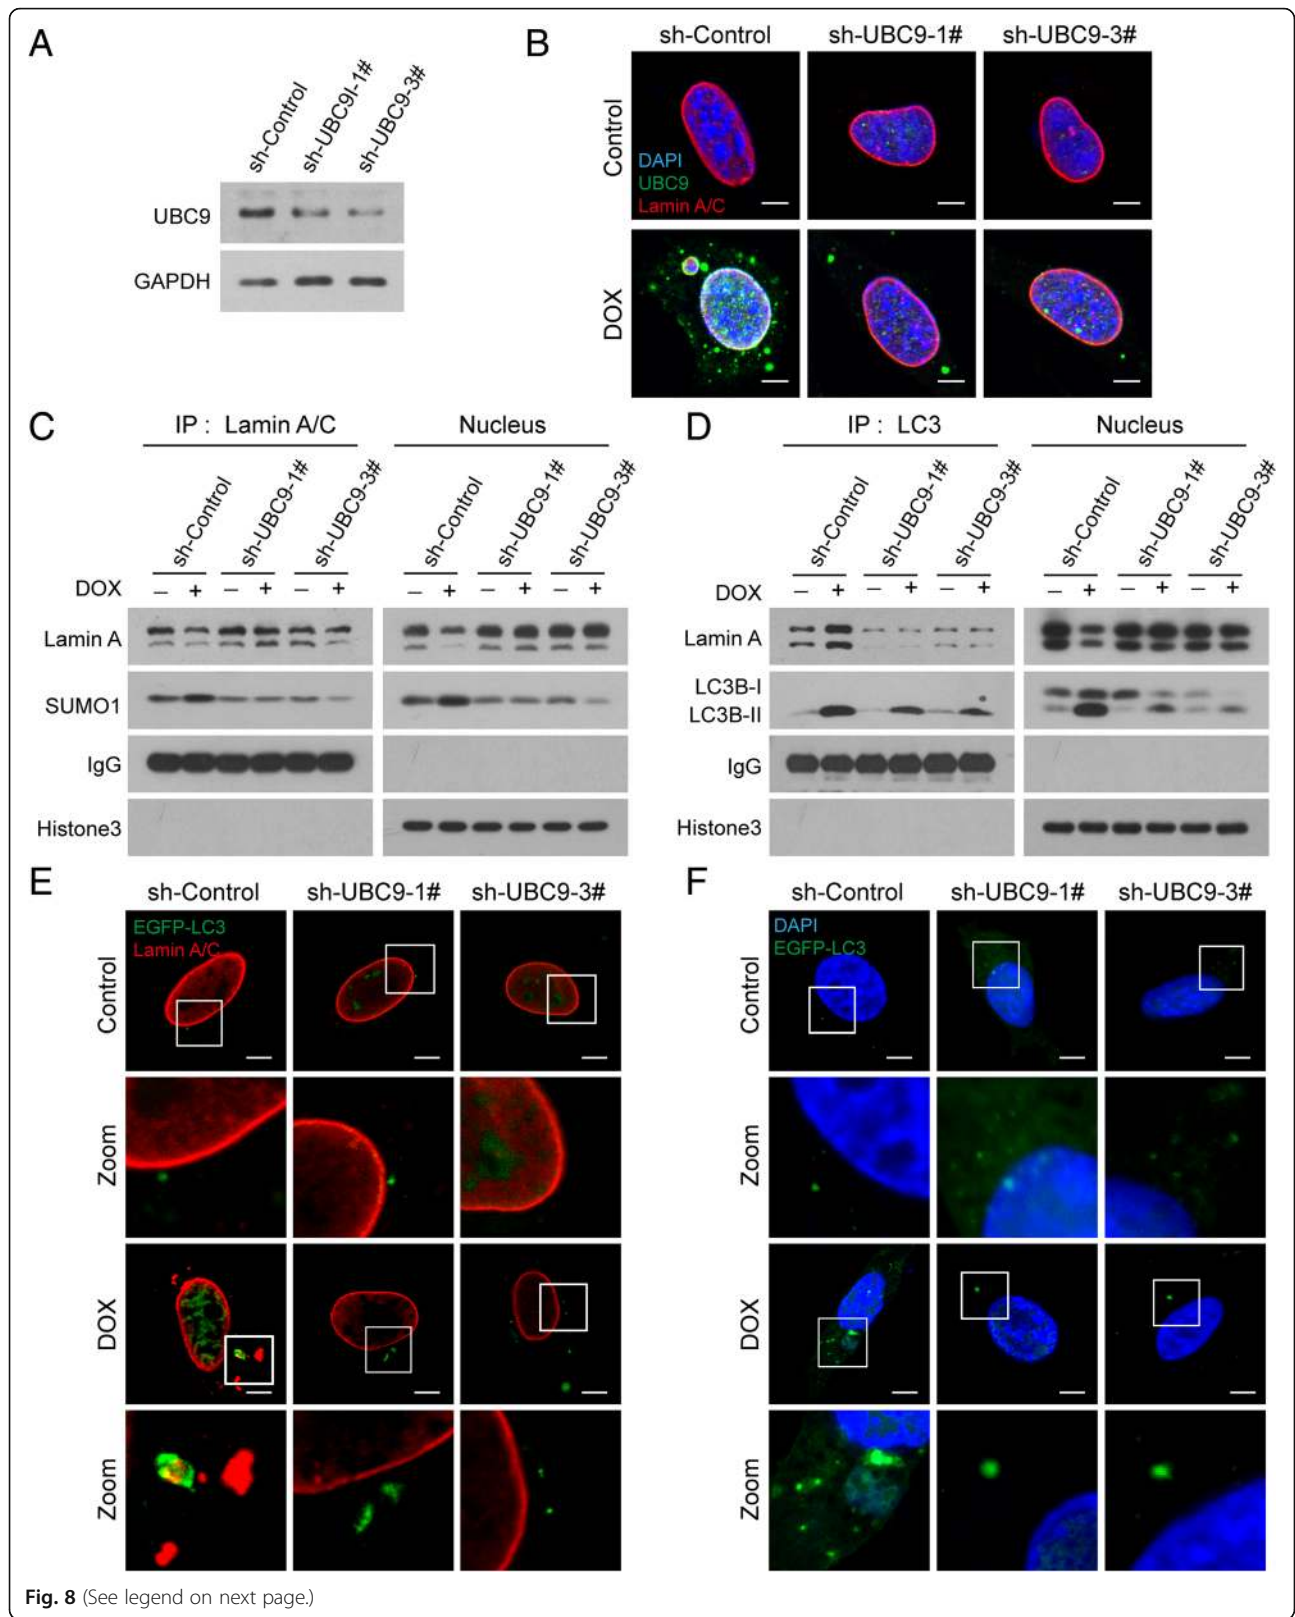 A
sh-Control
sh-UBC9I-1#
sh-UBC9-3#
UBC9
GAPDH
B
sh-Control sh-UBC9-1# sh-UBC9-3#
Control
DAPI
UBC9
Lamin A/C
DOX
C
IP : Lamin A/C Nucleus
sh-Control
sh-UBC9-1#
sh-UBC9-3#
sh-Control
sh-UBC9-1#
sh-UBC9-3#
DOX – + – + – + – + – + – +
Lamin A
SUMO1
IgG
Histone3
D
IP : LC3 Nucleus
sh-Control
sh-UBC9-1#
sh-UBC9-3#
sh-Control
sh-UBC9-1#
sh-UBC9-3#
DOX – + – + – + – + – + – +
Lamin A
LC3B-I
LC3B-II
IgG
Histone3
E
sh-Control sh-UBC9-1# sh-UBC9-3#
Control
EGFP-LC3
Lamin A/C
Zoom
DOX
Zoom
F
sh-Control sh-UBC9-1# sh-UBC9-3#
Control
DAPI
EGFP-LC3
Zoom
DOX
Zoom
Fig. 8 (See legend on next page.)